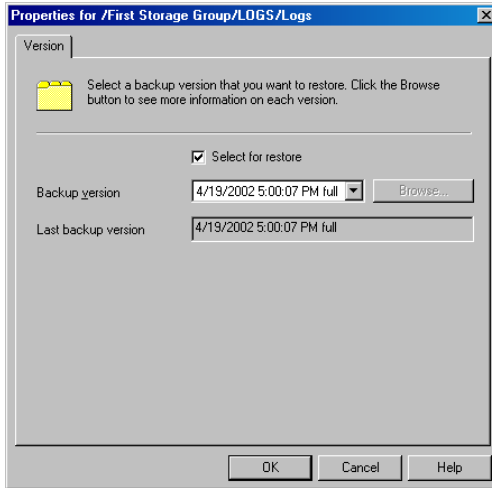 Properties for /First Storage Group/LOGS/Logs
Version
Select a backup version that you want to restore. Click the Browse
button to see more information on each version.
Select for restore
Backup version 4/19/2002 5:00:07 PM full Browse...
Last backup version 4/19/2002 5:00:07 PM full
OK Cancel Help